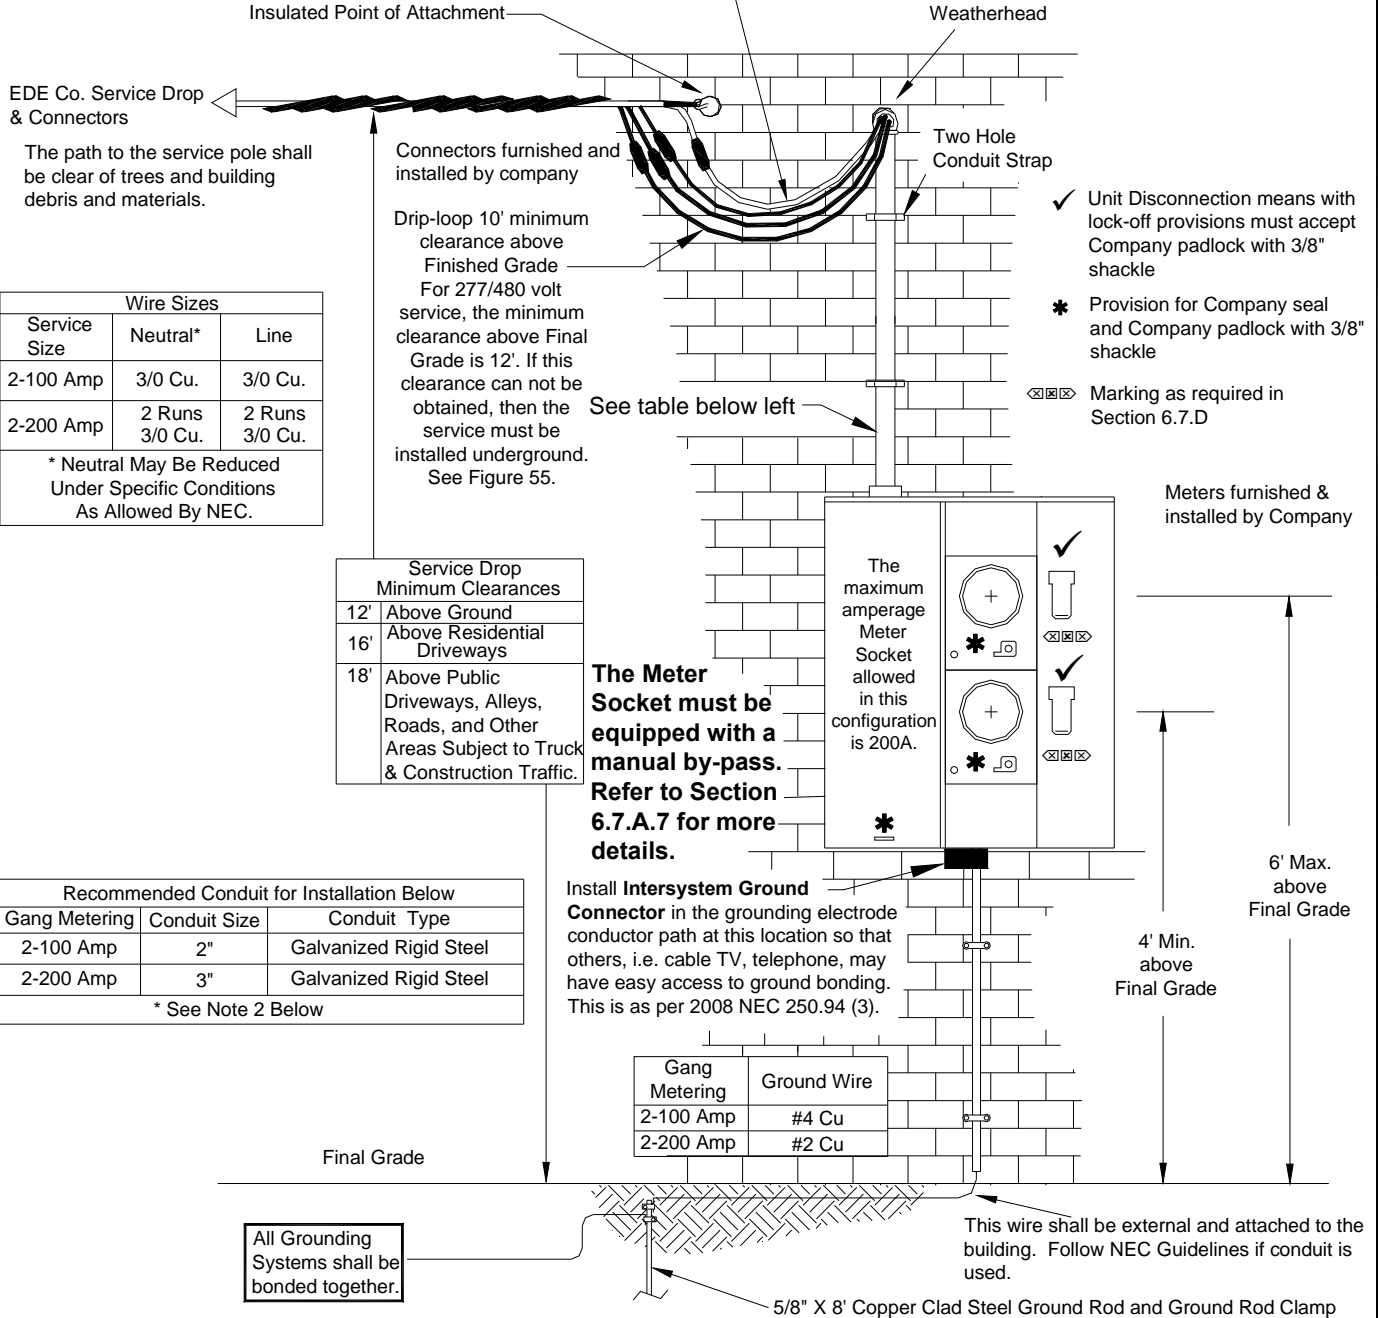 Insulated Point of Attachment
Weatherhead
EDE Co. Service Drop
& Connectors
The path to the service pole shall
be clear of trees and building
debris and materials.
Connectors furnished and
installed by company
Two Hole
Conduit Strap
Drip-loop 10' minimum
clearance above
Finished Grade
For 277/480 volt
service, the minimum
clearance above Final
Grade is 12'. If this
clearance can not be
obtained, then the
service must be
installed underground.
See Figure 55.
✓ Unit Disconnection means with
lock-off provisions must accept
Company padlock with 3/8"
shackle
✱ Provision for Company seal
and Company padlock with 3/8"
shackle
Marking as required in
Section 6.7.D
Wire Sizes
Service Size Neutral* Line
2-100 Amp 3/0 Cu. 3/0 Cu.
2-200 Amp 2 Runs 3/0 Cu. 2 Runs 3/0 Cu.
* Neutral May Be Reduced
Under Specific Conditions
As Allowed By NEC.
See table below left
Meters furnished &
installed by Company
Service Drop
Minimum Clearances
12' Above Ground
16' Above Residential
Driveways
18' Above Public
Driveways, Alleys,
Roads, and Other
Areas Subject to Truck
& Construction Traffic.
The
maximum
amperage
Meter
Socket
allowed
in this
configuration
is 200A.
The Meter
Socket must be
equipped with a
manual by-pass.
Refer to Section
6.7.A.7 for more
details.
6' Max.
above
Final Grade
4' Min.
above
Final Grade
Recommended Conduit for Installation Below
Gang Metering Conduit Size Conduit Type
2-100 Amp 2" Galvanized Rigid Steel
2-200 Amp 3" Galvanized Rigid Steel
* See Note 2 Below
Install Intersystem Ground
Connector in the grounding electrode
conductor path at this location so that
others, i.e. cable TV, telephone, may
have easy access to ground bonding.
This is as per 2008 NEC 250.94 (3).
Gang Metering Ground Wire
2-100 Amp #4 Cu
2-200 Amp #2 Cu
Final Grade
All Grounding
Systems shall be
bonded together.
This wire shall be external and attached to the
building. Follow NEC Guidelines if conduit is
used.
5/8" X 8' Copper Clad Steel Ground Rod and Ground Rod Clamp